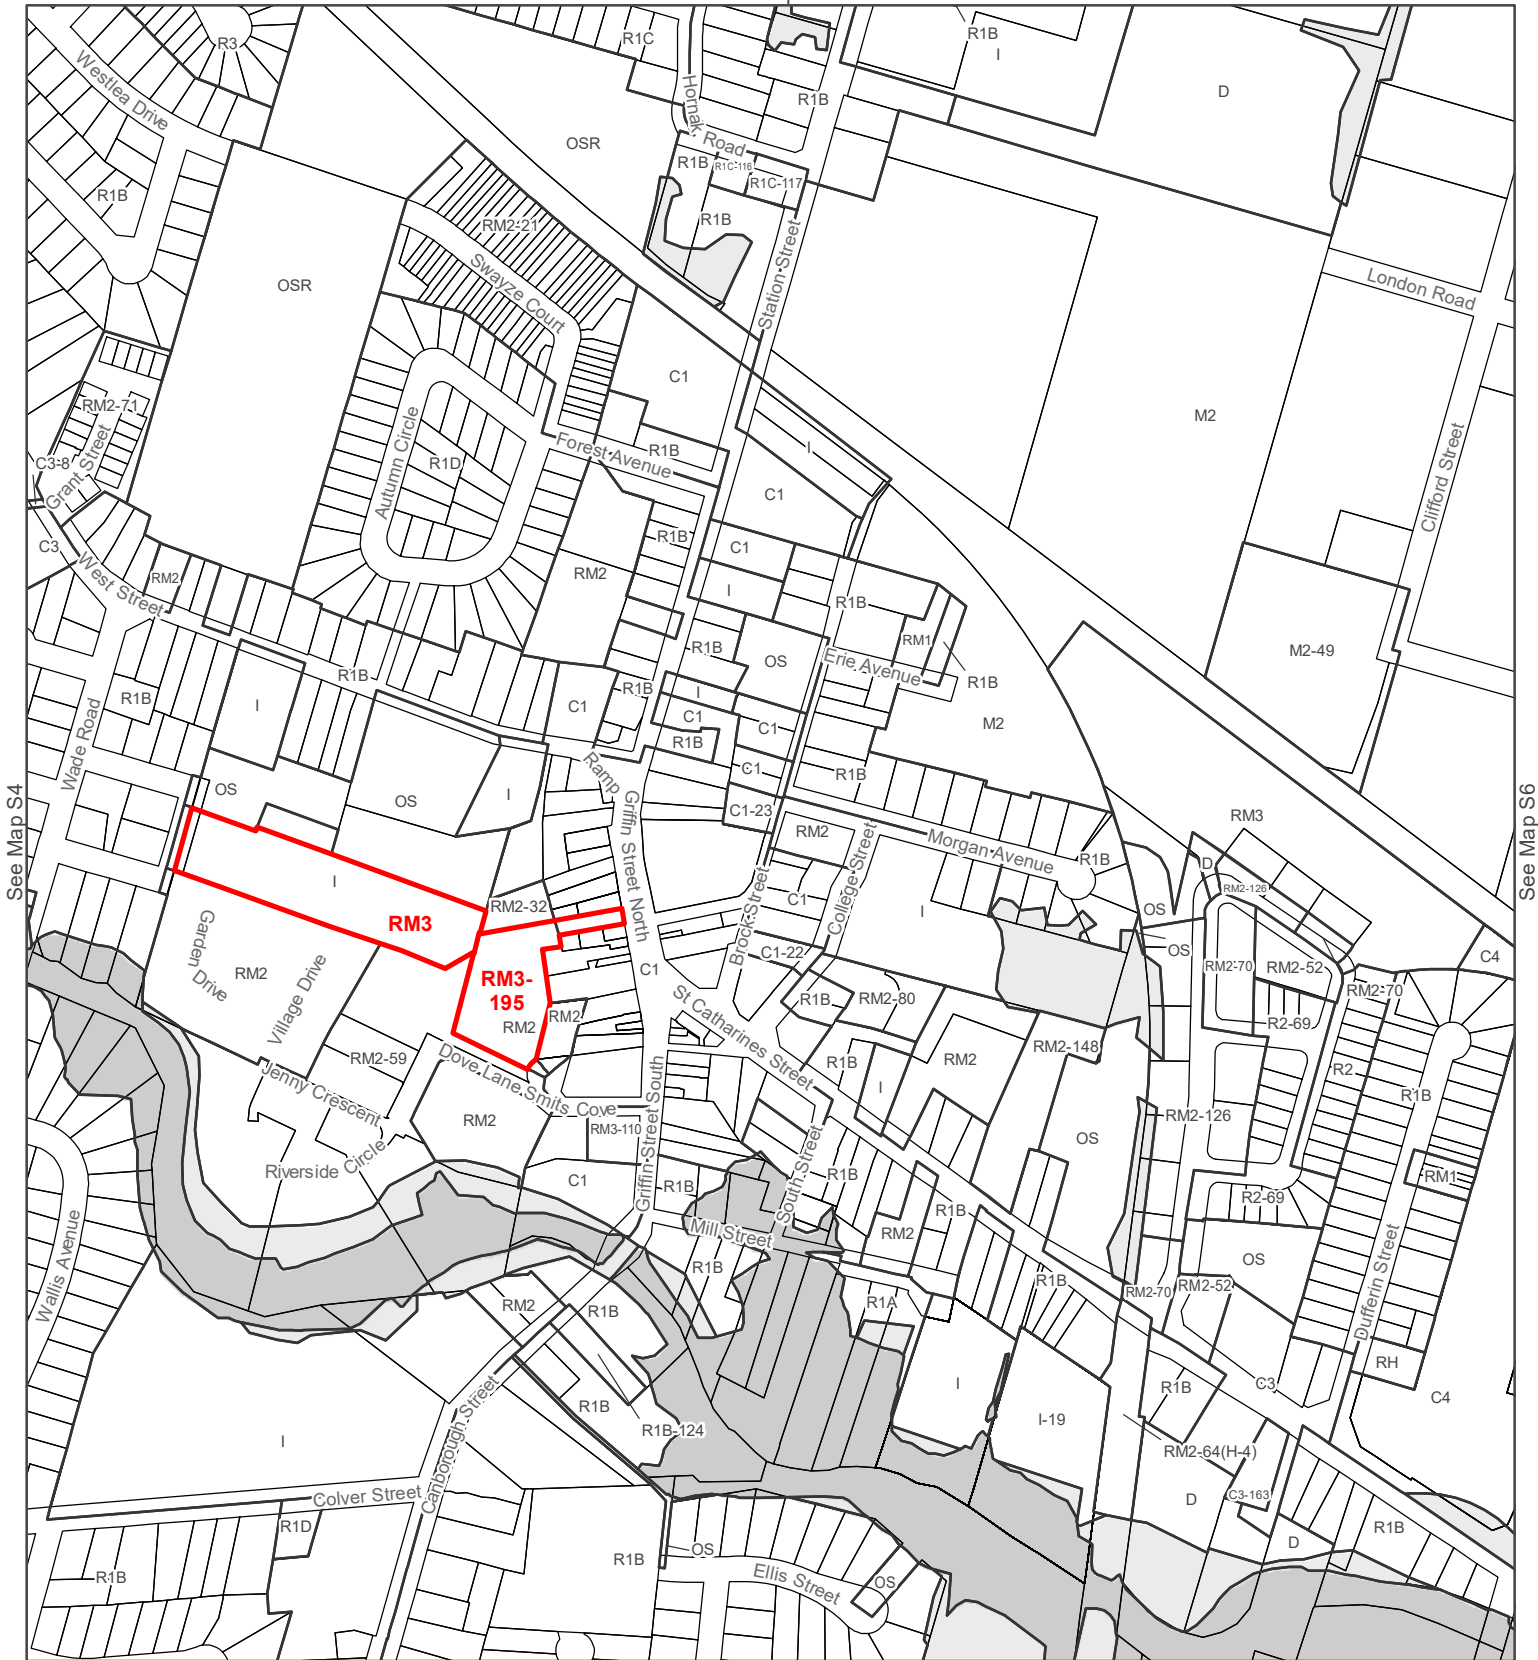 R3
R1C
R1B
I
Westlea Drive
Hornak Road
R1B
D
OSR
R1B
R1C-116
R1C-117
R1B
R1B
RM2-21
Station Street
Swayze Court
OSR
London Road
C1
RM2-71
M2
Grant Street
C3-8
Autumn Circle
R1D
Forest Avenue
R1B
I
Clifford Street
C1
C3
R1B
C1
West Street
RM2
RM2
I
R1B
RM1
R1B
OS
Erie Avenue
M2-49
R1B
R1B
R1B
R1B
Wade Road
I
C1
I
C1
C1
M2
R1B
Ramp
C1
R1B
See Map S4
OS
OS
I
Griffin Street North
C1-23
RM2
College Street
Morgan Avenue
RM3
See Map S6
R1B
D
I
RM2-32
RM2-126
RM3
Garden Drive
Brock Street
C1
I
OS
OS
C4
RM2
Village Drive
C1
C1-22
RM2-70
RM2-52
RM3-
195
RM2
RM2
St Catharines Street
R1B
RM2-80
RM2-70
R2-69
RM2-59
Dove Lane
Smits Cove
R1B
RM2
RM2-148
R2
R1B
Jenny Crescent
I
RM2
RM3-110
Griffin Street South
RM2-126
OS
Riverside Circle
C1
R1B
South Street
R1B
RM1
R2-69
Wallis Avenue
Mill Street
RM2
R1B
OS
R1B
R1B
RM2-70
RM2-52
RM2
R1B
R1A
Dufferin Street
RH
R1B
C3
C4
I
I-19
Canborough Street
R1B
R1B-124
RM2-64(H-4)
I
Colver Street
D
C3-163
R1D
R1B
D
R1B
OS
R1B
Ellis Street
OS